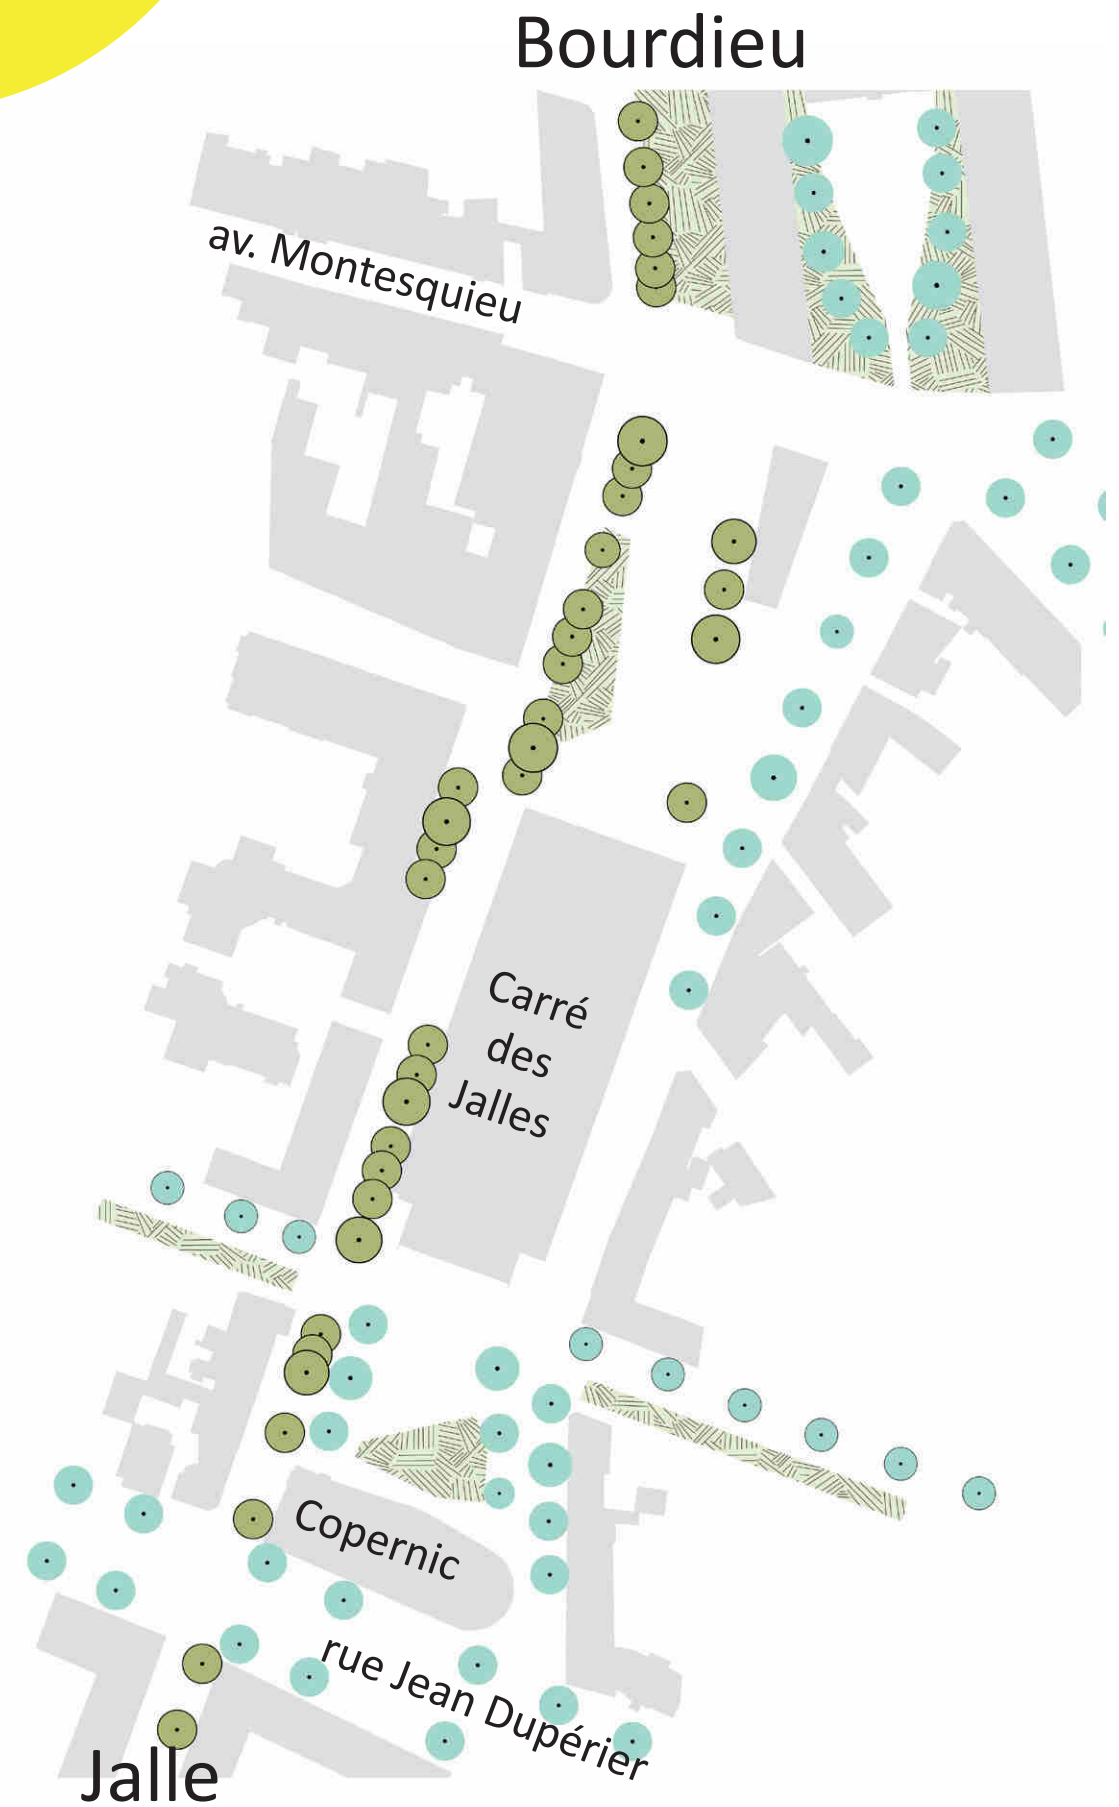 Bourdieu
av. Montesquieu
Carré
des
Jalles
Copernic
rue Jean Dupérier
Jalle